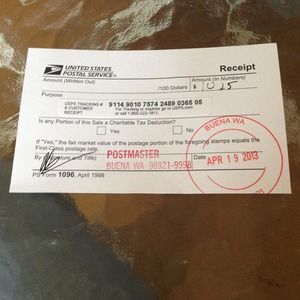 UNITED STATES
POSTAL SERVICE®
Receipt
Amount (Written Out)
Amount (In Numbers)
/100 Dollars
$
Purpose
USPS TRACKING #
& CUSTOMER
RECEIPT
9114 9010 7574 2489 0365 05
For Tracking or inquiries go to USPS.com
or call 1-800-222-1811.
Is any Portion of this Sale a Charitable Tax Deduction?
Yes
No
If "Yes," the fair market value of the postage portion of the foregoing stamps equals the
First-Class postage rate.
By (Signature and Title)
POSTMASTER
BUENA WA 98921-9998
Date
BUENA WA
APR 19 2013
PS Form 1096, April 1998